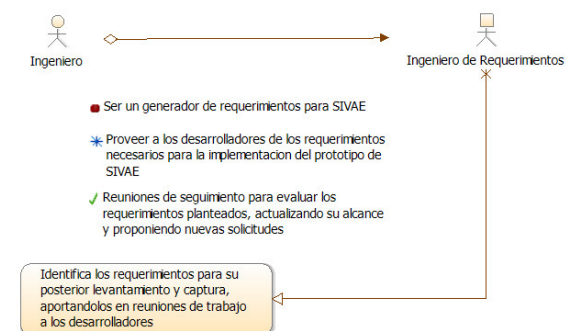 Ingeniero
Ingeniero de Requerimientos
Ser un generador de requerimientos para SIVAE
Proveer a los desarrolladores de los requerimientos
necesarios para la implementacion del prototipo de
SIVAE
Reuniones de seguimiento para evaluar los
requerimientos planteados, actualizando su alcance
y proponiendo nuevas solicitudes
Identifica los requerimientos para su
posterior levantamiento y captura,
aportandolos en reuniones de trabajo
a los desarrolladores